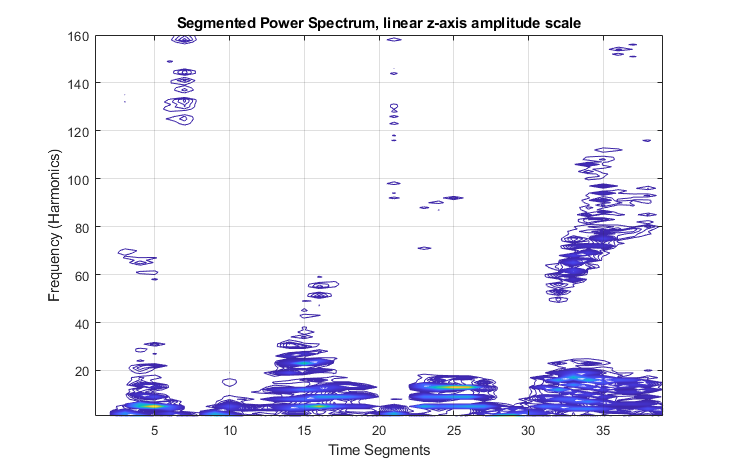 Segmented Power Spectrum, linear z-axis amplitude scale
160
140
120
100
80
60
40
20
Frequency (Harmonics)
5 10 15 20 25 30 35
Time Segments